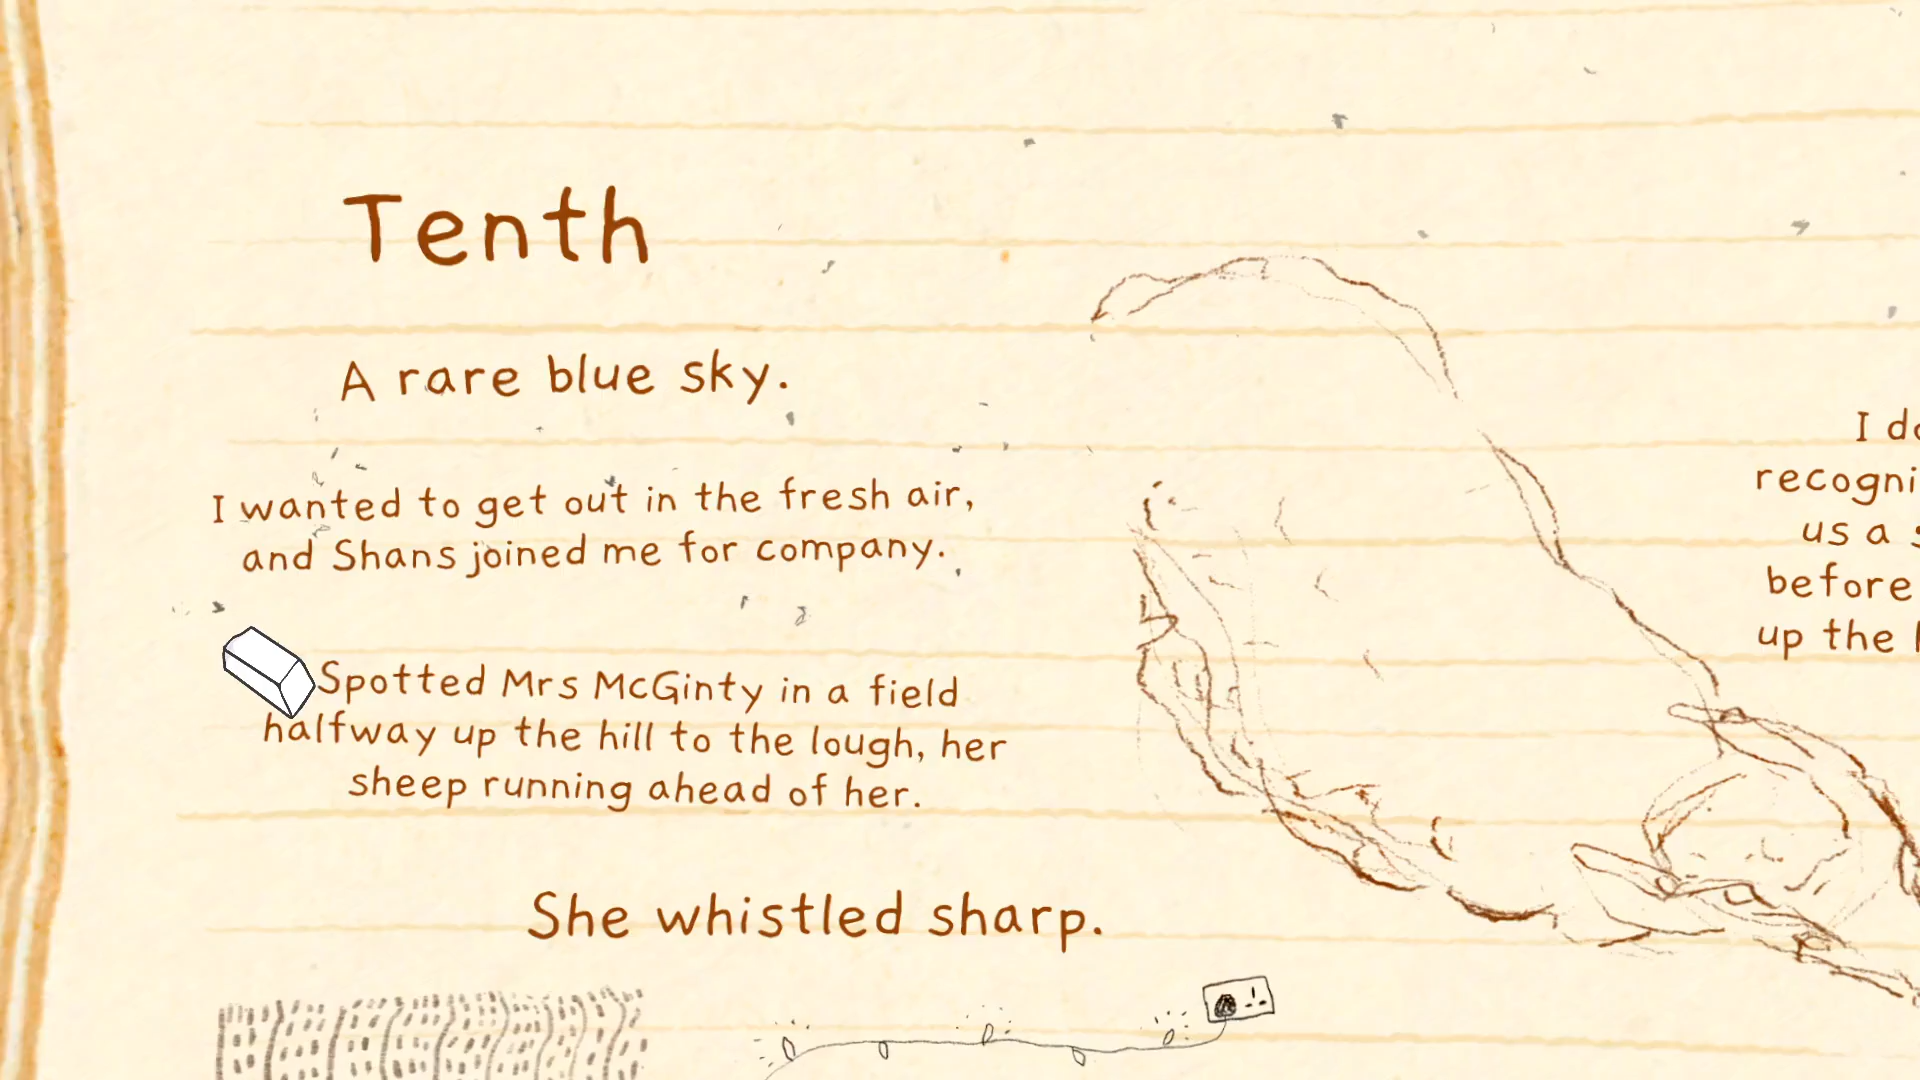 Tenth
A rare blue sky.
I wanted to get out in the fresh air,
and Shans joined me for company.
Spotted Mrs McGinty in a field
halfway up the hill to the lough, her
sheep running ahead of her.
She whistled sharp.
I
us a
before
up the